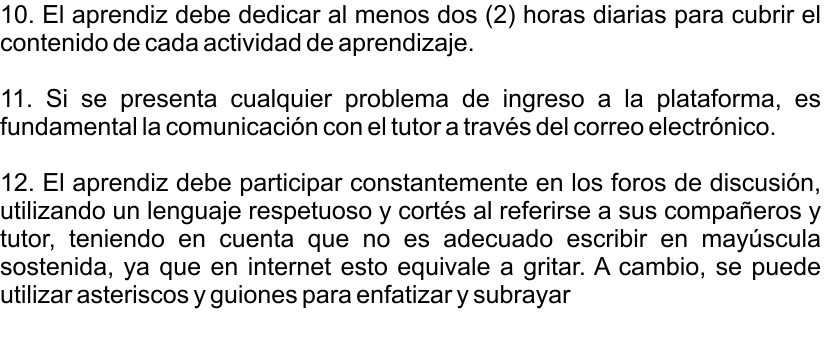 10. El aprendiz debe dedicar al menos dos (2) horas diarias para cubrir el
contenido de cada actividad de aprendizaje.
11. Si se presenta cualquier problema de ingreso a la plataforma, es
fundamental la comunicación con el tutor a través del correo electrónico.
12. El aprendiz debe participar constantemente en los foros de discusión,
utilizando un lenguaje respetuoso y cortés al referirse a sus compañeros y
tutor, teniendo en cuenta que no es adecuado escribir en mayúscula
sostenida, ya que en internet esto equivale a gritar. A cambio, se puede
utilizar asteriscos y guiones para enfatizar y subrayar